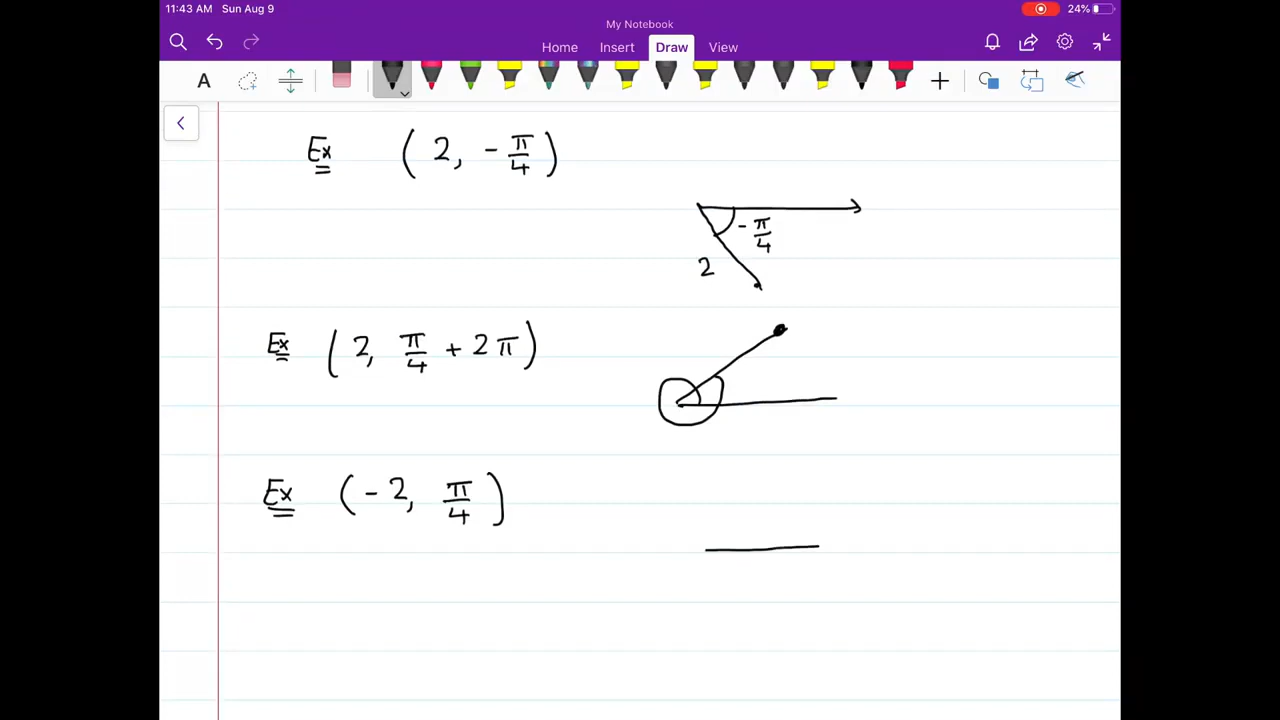 11:43 AM Sun Aug 9
24%
My Notebook
Home Insert Draw View
A
Ex (2, -π/4)
-π/4
2
Ex (2, π/4 + 2π)
Ex (-2, π/4)